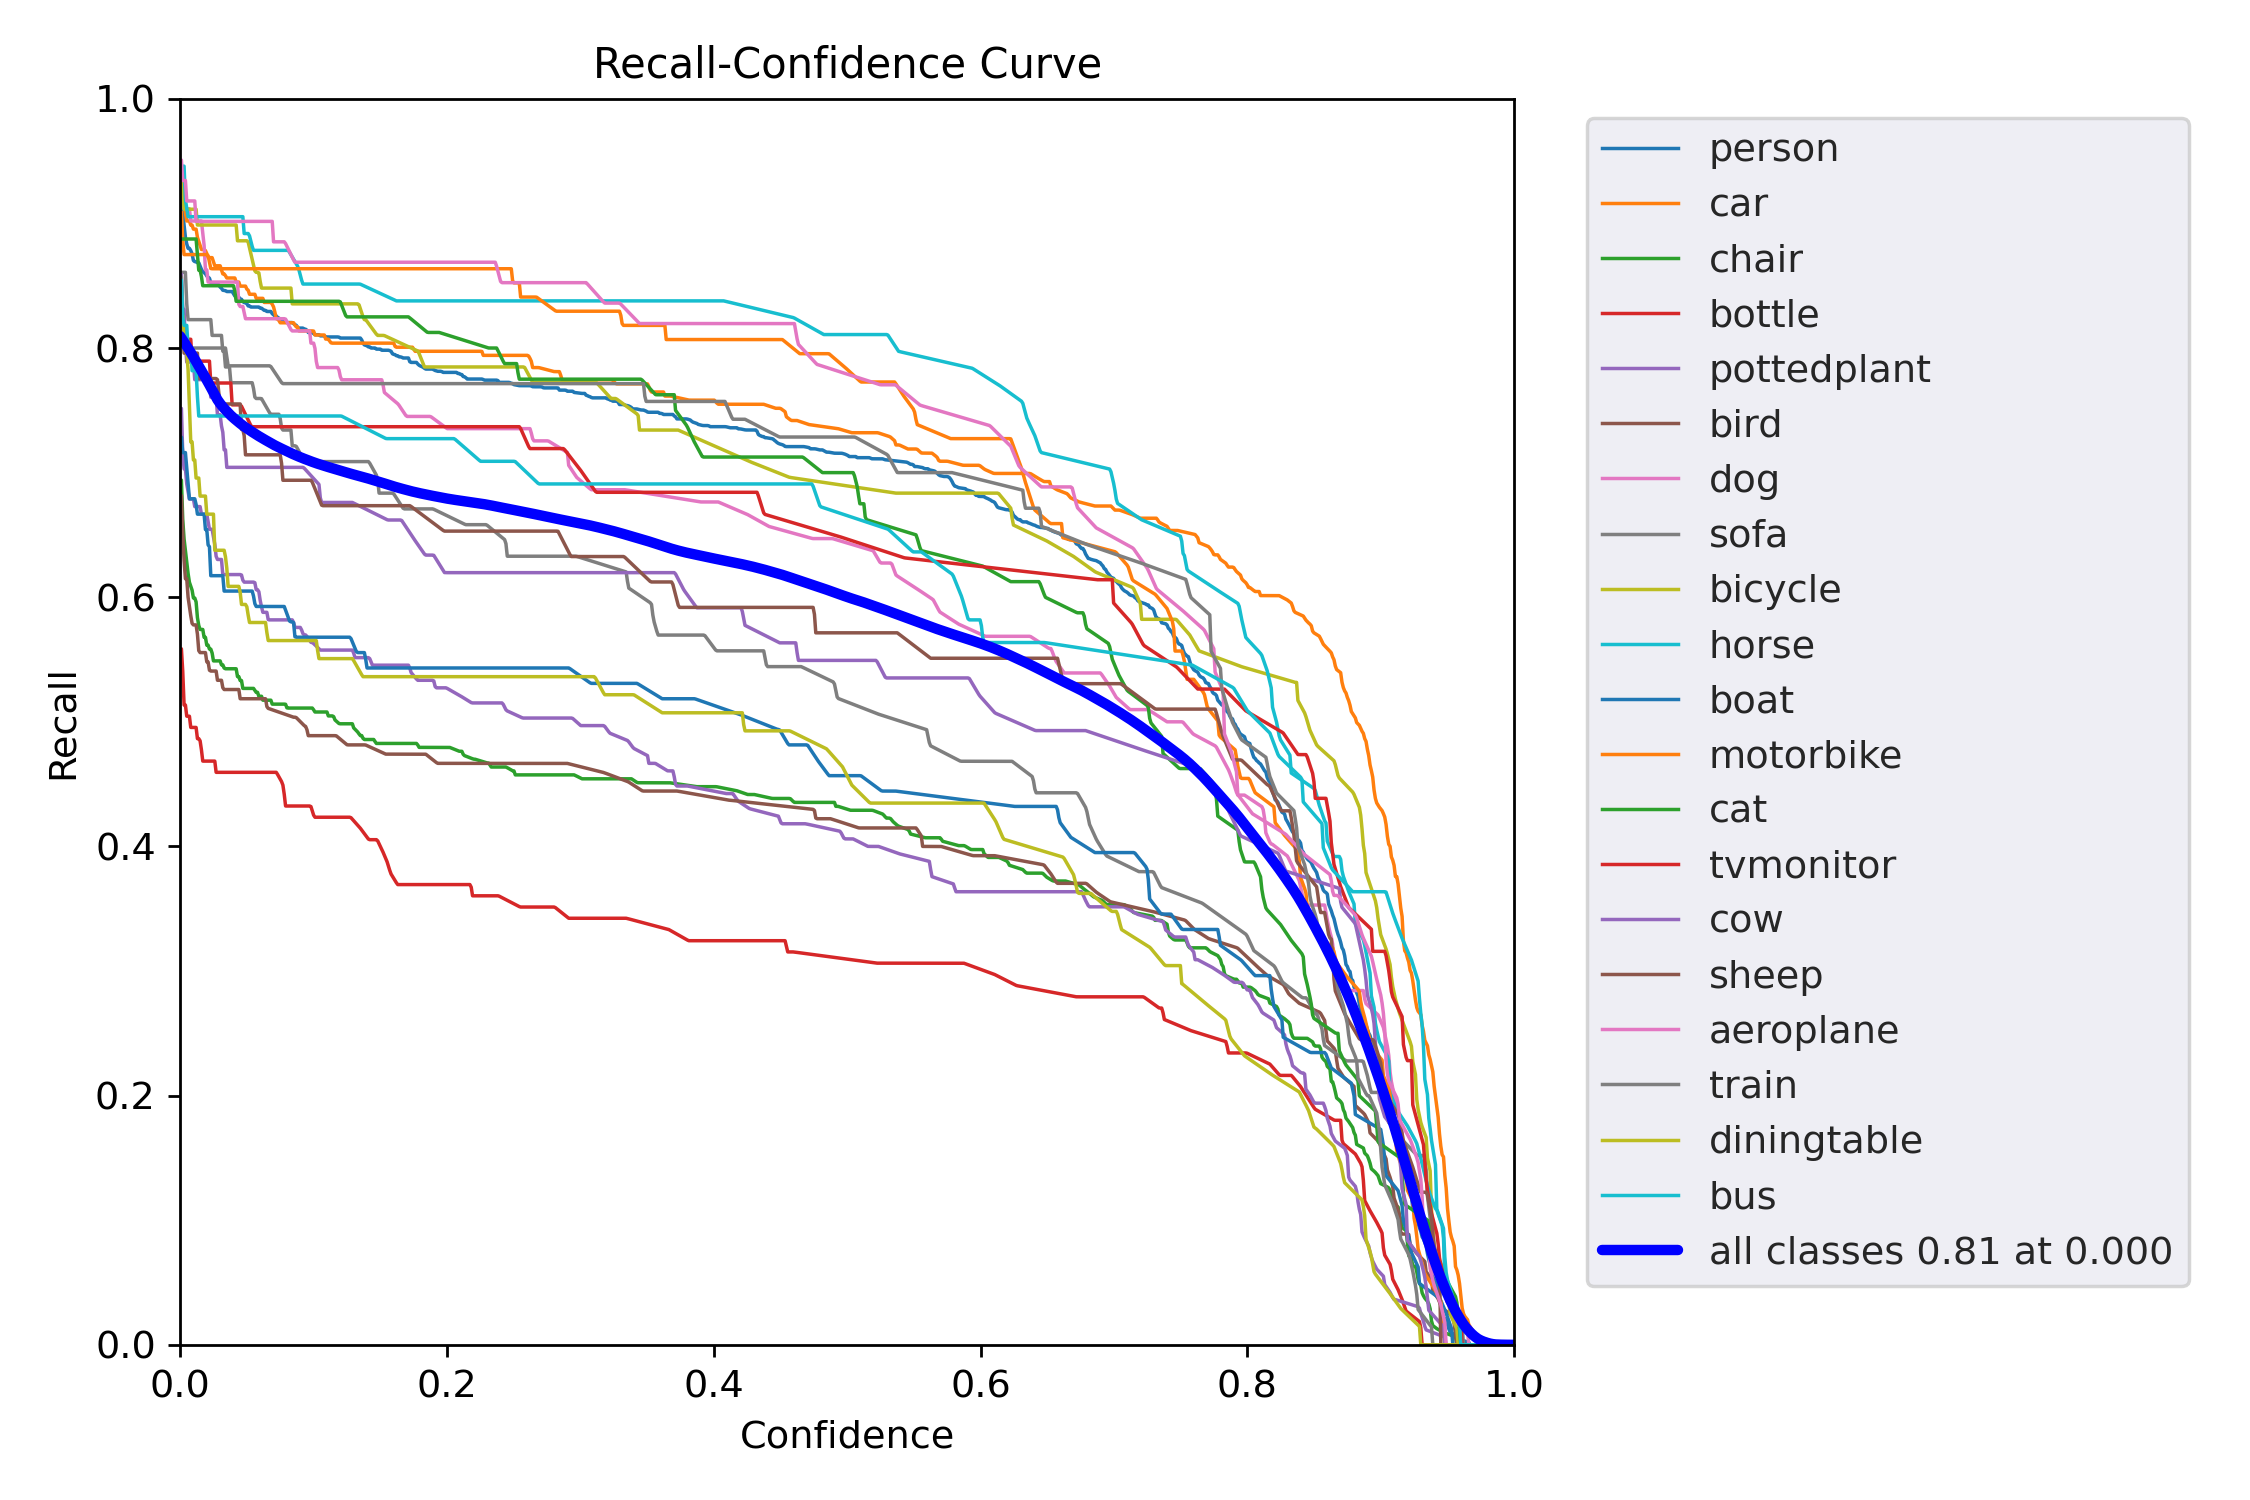 Recall-Confidence Curve
1.0
0.8
0.6
0.4
0.2
0.0
Recall
0.0 0.2 0.4 0.6 0.8 1.0
Confidence
person
car
chair
bottle
pottedplant
bird
dog
sofa
bicycle
horse
boat
motorbike
cat
tvmonitor
cow
sheep
aeroplane
train
diningtable
bus
all classes 0.81 at 0.000